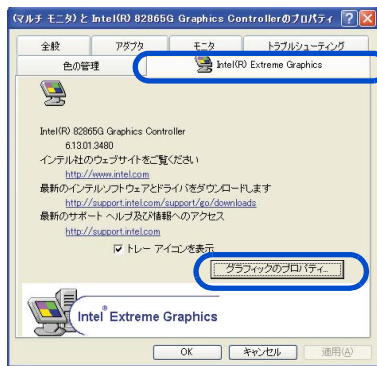 (マルチ モニタ) と Intel(R) 82865G Graphics Controllerのプロパティ
全般 アダプタ モニタ トラブルシューティング
色の管理 Intel(R) Extreme Graphics
Intel(R) 82865G Graphics Controller
6.13.01.3480
インテル社のウェブサイトをご覧ください
http://www.intel.com
最新のインテルソフトウェアとドライバをダウンロードします
http://support.intel.com/support/go/downloads
最新のサポート ヘルプ及び情報へのアクセス
http://support.intel.com
トレー アイコンを表示
グラフィックのプロパティ...
Intel® Extreme Graphics
OK キャンセル 適用(A)